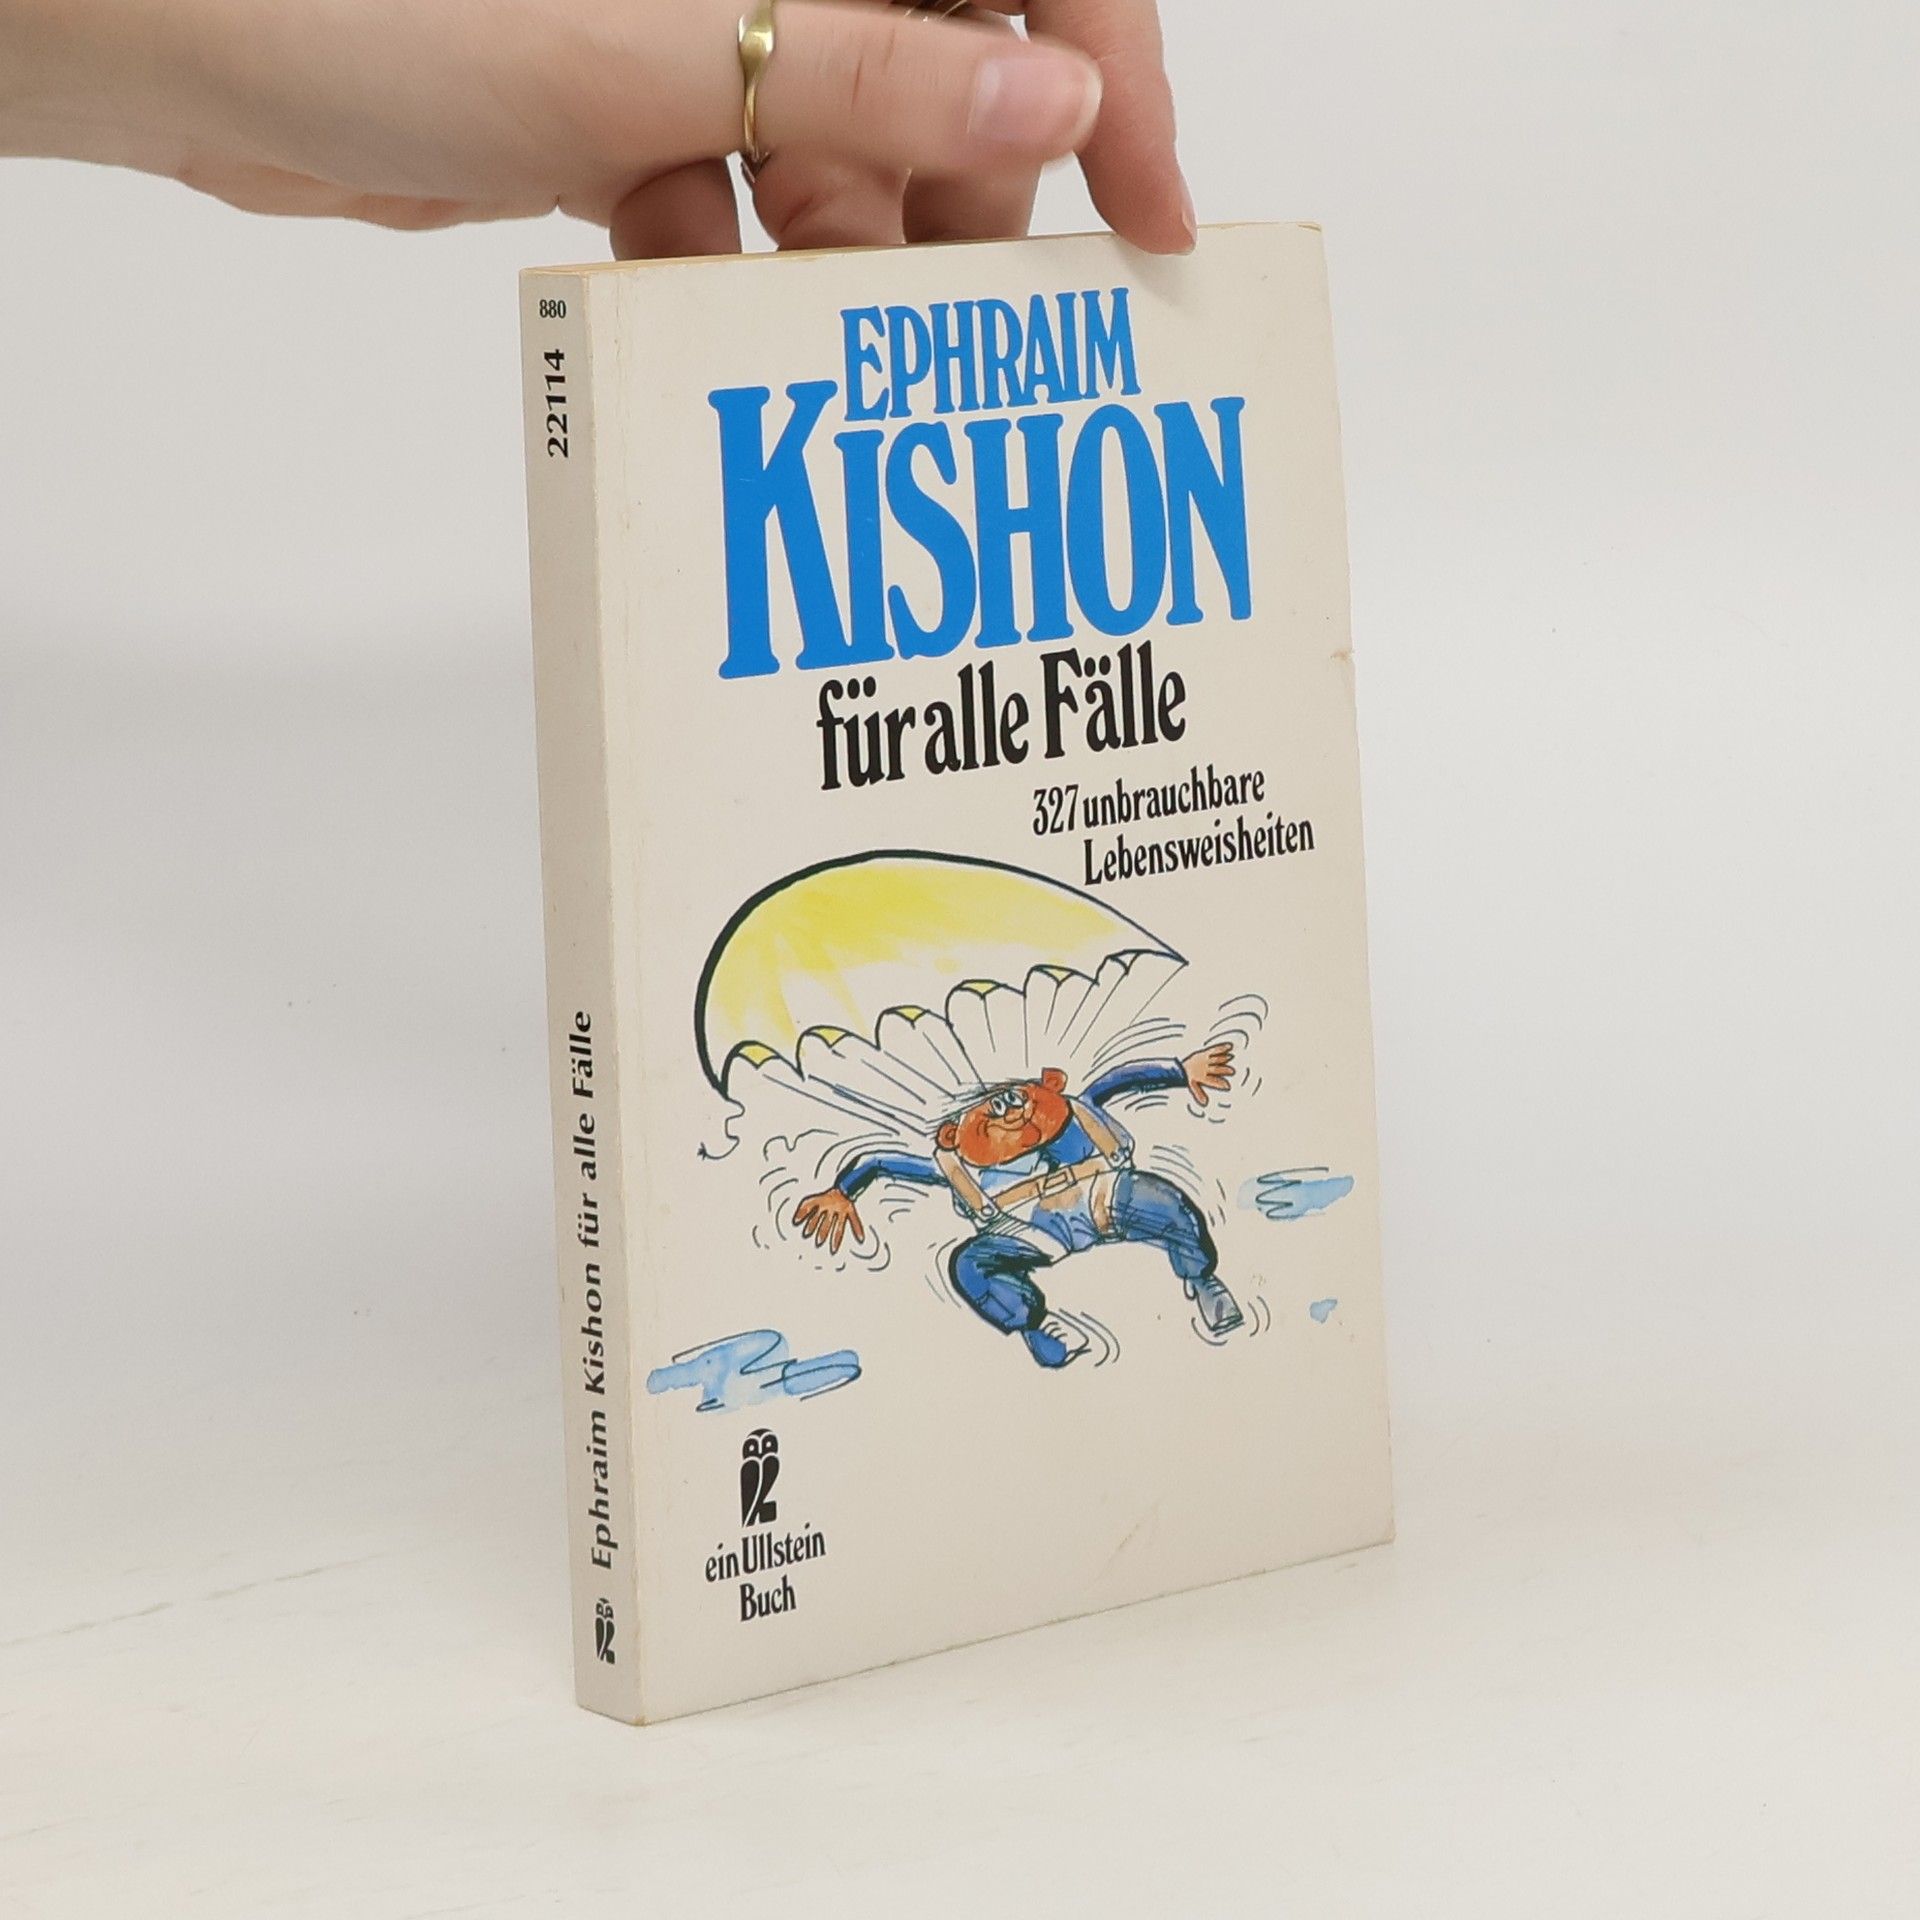 880
22114
Ephraim Kishon für alle Fälle
EPHRAIM
KISHON
für alle Fälle
327 unbrauchbare
Lebensweisheiten
ein Ullstein
Buch